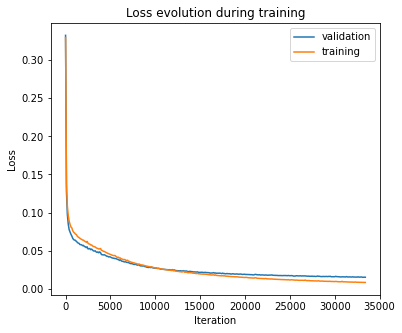 Loss evolution during training
validation
training
0.30
0.25
0.20
0.15
0.10
0.05
0.00
Loss
0 5000 10000 15000 20000 25000 30000 35000
Iteration